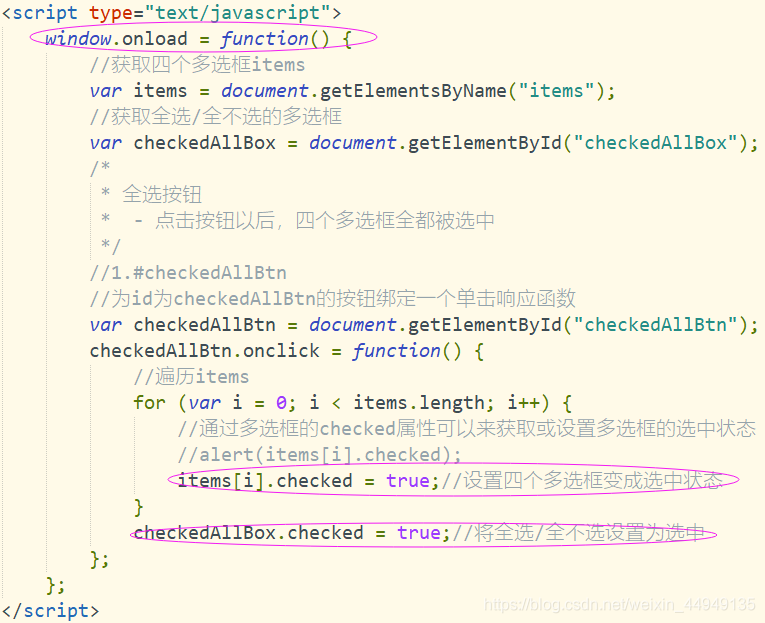 <script type="text/javascript">
window.onload = function() {
//获取四个多选框items
var items = document.getElementsByName("items");
//获取全选/全不选的多选框
var checkedAllBox = document.getElementById("checkedAllBox");
/*
* 全选按钮
* - 点击按钮以后，四个多选框全都被选中
*/
//1.#checkedAllBtn
//为id为checkedAllBtn的按钮绑定一个单击响应函数
var checkedAllBtn = document.getElementById("checkedAllBtn");
checkedAllBtn.onclick = function() {
//遍历items
for (var i = 0; i < items.length; i++) {
//通过多选框的checked属性可以来获取或设置多选框的选中状态
//alert(items[i].checked);
items[i].checked = true;//设置四个多选框变成选中状态
}
checkedAllBox.checked = true;//将全选/全不选设置为选中
};
};
</script>
https://blog.csdn.net/weixin_44949135